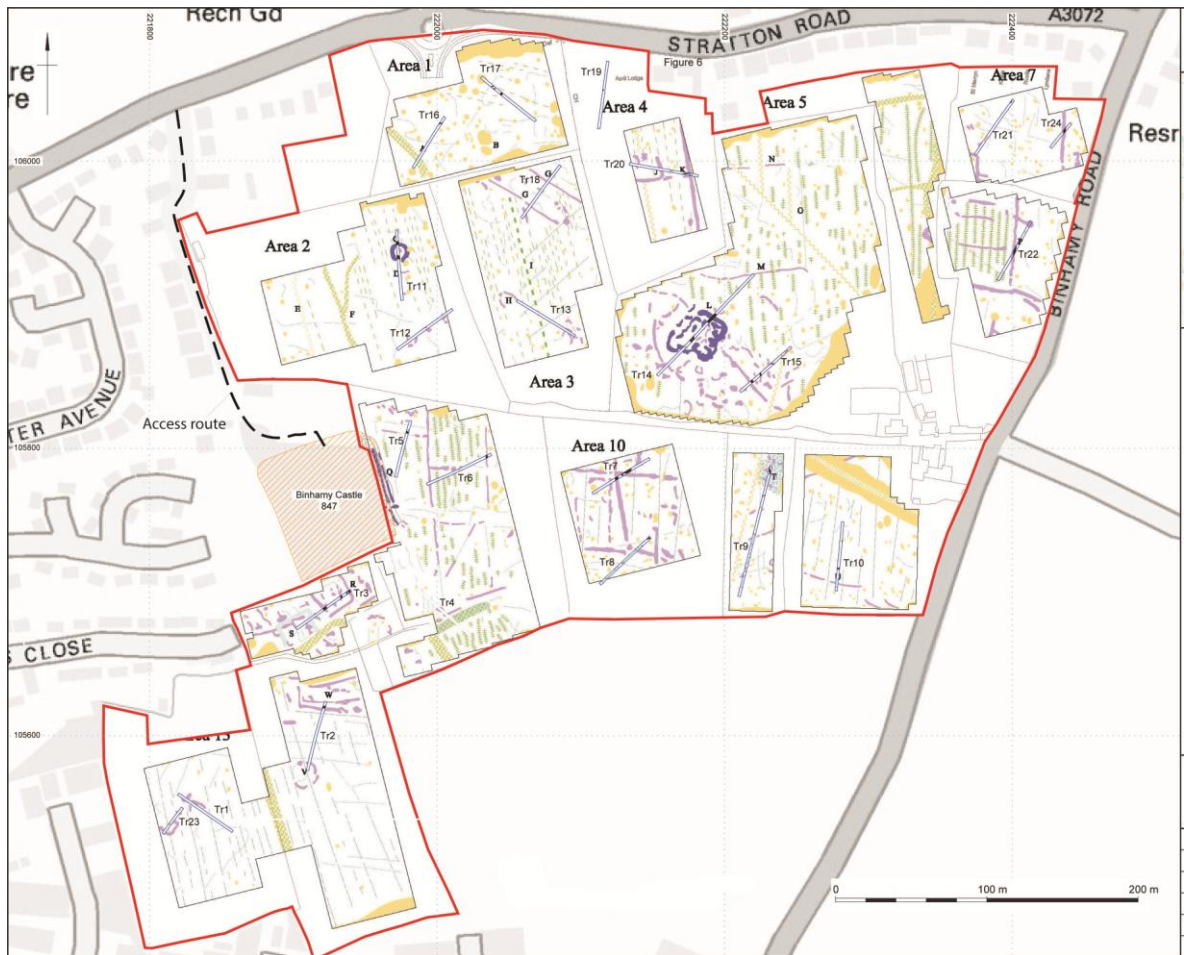 Rech Gd
221800
222000
222200
222400
A3072
STRATTON ROAD
Figure 6
Area 1
Tr17
Tr19
April Lodge
Area 4
Area 5
Area 7
re
re
Tr16
B
Tr21
Tr24
Resr
106000
Tr18
G
G
Tr20
J
K
N
O
Area 2
Tr11
E
F
Tr12
I
H
Tr13
M
L
Tr14
Tr15
Tr22
BINHAMY ROAD
Area 3
TER AVENUE
Access route
105800
Tr5
Q
Tr6
Area 10
Tr7
T
Binhamy Castle
847
Tr8
Tr9
Tr10
R
Tr3
S
Tr4
S CLOSE
W
Tr2
V
105600
Tr1
Tr23
0
100 m
200 m